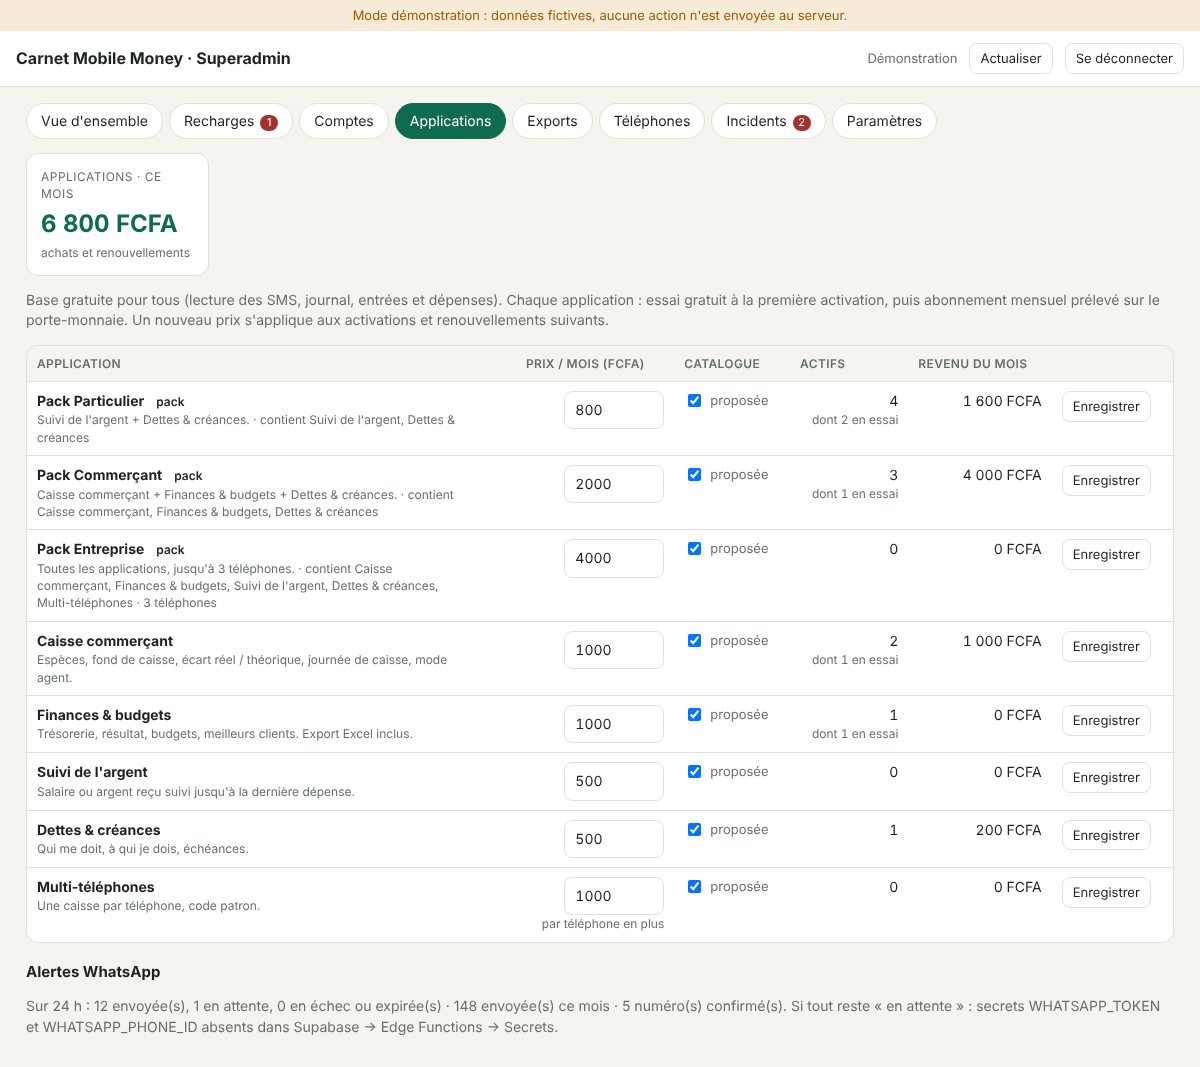 Mode démonstration : données fictives, aucune action n'est envoyée au serveur.
Carnet Mobile Money · Superadmin
Démonstration
Actualiser
Se déconnecter
Vue d'ensemble
Recharges 1
Comptes
Applications
Exports
Téléphones
Incidents 2
Paramètres
APPLICATIONS · CE
MOIS
6 800 FCFA
achats et renouvellements
Base gratuite pour tous (lecture des SMS, journal, entrées et dépenses). Chaque application : essai gratuit à la première activation, puis abonnement mensuel prélevé sur le
porte-monnaie. Un nouveau prix s'applique aux activations et renouvellements suivants.
APPLICATION PRIX / MOIS (FCFA) CATALOGUE ACTIFS REVENU DU MOIS
Pack Particulier pack 800 proposée 4 1 600 FCFA Enregistrer
Suivi de l'argent + Dettes & créances. · contient Suivi de l'argent, Dettes & dont 2 en essai
créances
Pack Commerçant pack 2000 proposée 3 4 000 FCFA Enregistrer
Caisse commerçant + Finances & budgets + Dettes & créances. · contient dont 1 en essai
Caisse commerçant, Finances & budgets, Dettes & créances
Pack Entreprise pack 4000 proposée 0 0 FCFA Enregistrer
Toutes les applications, jusqu'à 3 téléphones. · contient Caisse
commerçant, Finances & budgets, Suivi de l'argent, Dettes & créances,
Multi-téléphones · 3 téléphones
Caisse commerçant 1000 proposée 2 1 000 FCFA Enregistrer
Espèces, fond de caisse, écart réel / théorique, journée de caisse, mode dont 1 en essai
agent.
Finances & budgets 1000 proposée 1 0 FCFA Enregistrer
Trésorerie, résultat, budgets, meilleurs clients. Export Excel inclus. dont 1 en essai
Suivi de l'argent 500 proposée 0 0 FCFA Enregistrer
Salaire ou argent reçu suivi jusqu'à la dernière dépense.
Dettes & créances 500 proposée 1 200 FCFA Enregistrer
Qui me doit, à qui je dois, échéances.
Multi-téléphones 1000 proposée 0 0 FCFA Enregistrer
Une caisse par téléphone, code patron.
par téléphone en plus
Alertes WhatsApp
Sur 24 h : 12 envoyée(s), 1 en attente, 0 en échec ou expirée(s) · 148 envoyée(s) ce mois · 5 numéro(s) confirmé(s). Si tout reste « en attente » : secrets WHATSAPP_TOKEN
et WHATSAPP_PHONE_ID absents dans Supabase → Edge Functions → Secrets.